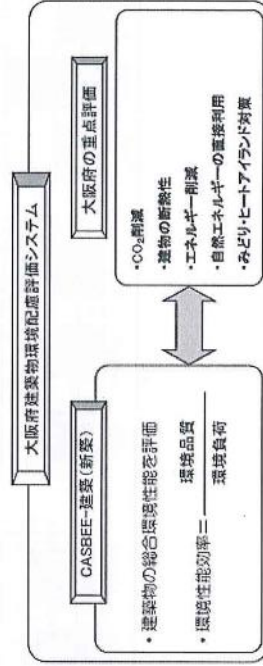 大阪府建築物環境配慮評価システム
CASBEE-建築(新築)
・建築物の総合環境性能を評価
・環境性能効率＝
環境品質
環境負荷
大阪府の重点評価
・CO₂削減
・建物の断熱性
・エネルギー削減
・自然エネルギーの直接利用
・みどり・ヒートアイランド対策